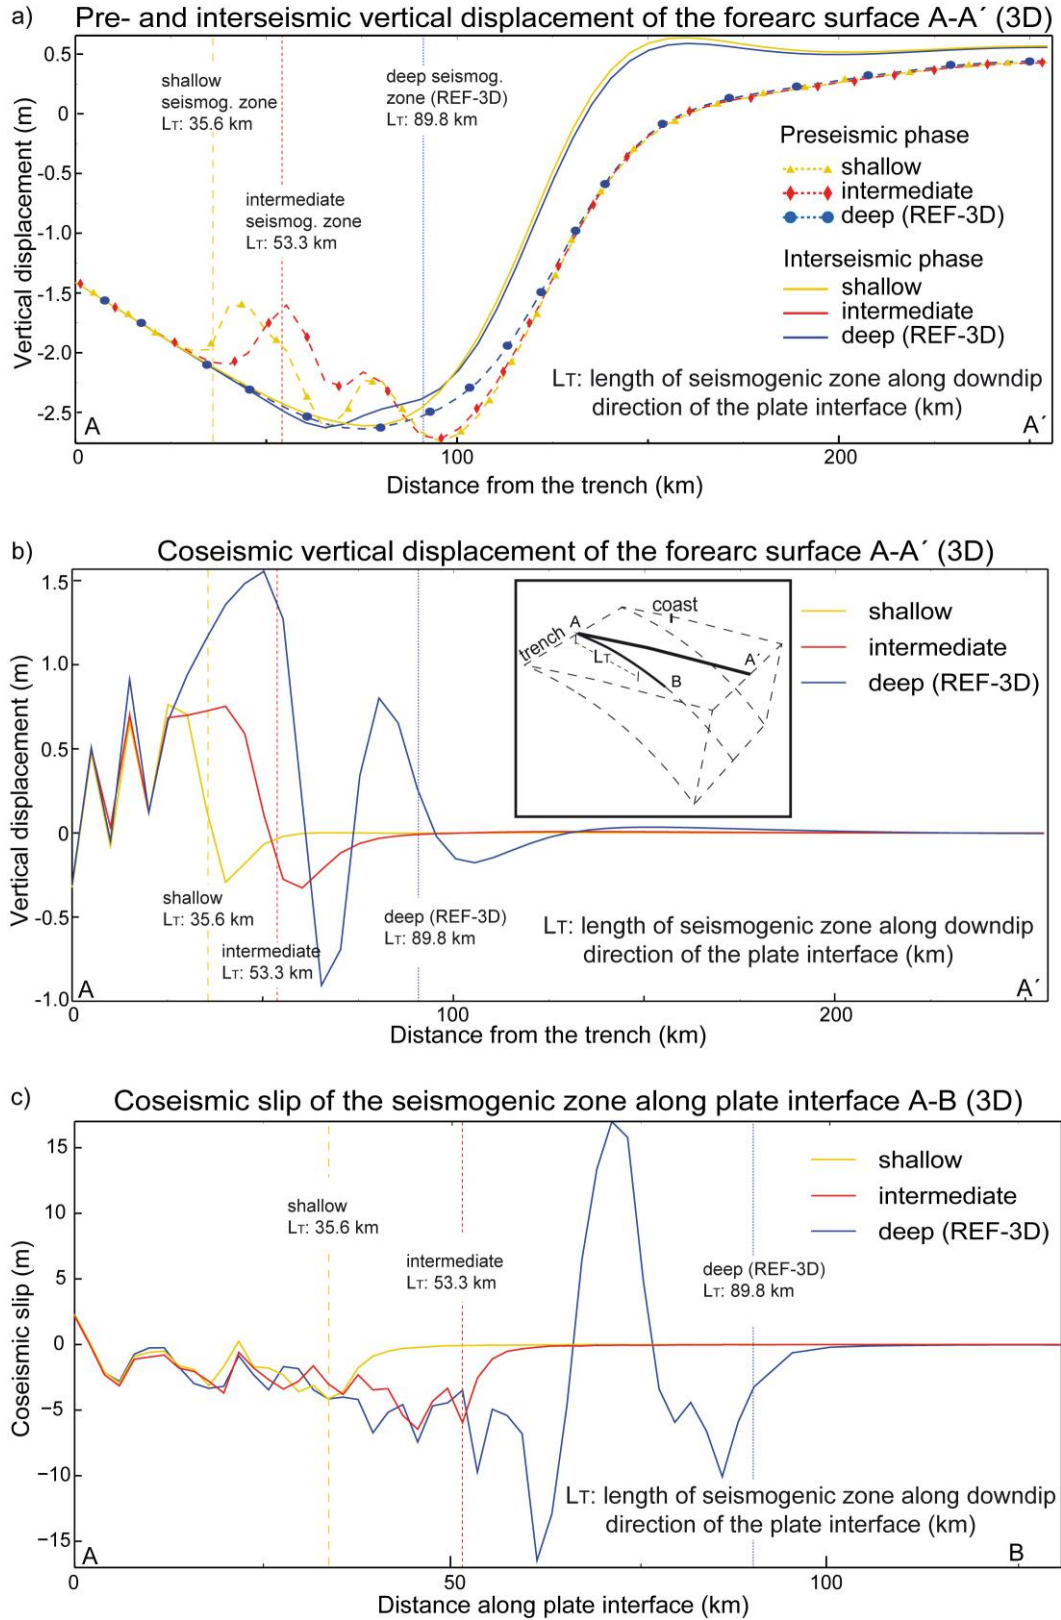 a)
Pre- and interseismic vertical displacement of the forearc surface A-A´ (3D)
0.5
0
-0.5
-1.0
-1.5
-2.0
-2.5
Vertical displacement (m)
shallow
seismog. zone
LT: 35.6 km
intermediate
seismog. zone
LT: 53.3 km
deep seismog.
zone (REF-3D)
LT: 89.8 km
Preseismic phase
shallow
intermediate
deep (REF-3D)
Interseismic phase
shallow
intermediate
deep (REF-3D)
LT: length of seismogenic zone along downdip
direction of the plate interface (km)
A
A´
0
100
200
Distance from the trench (km)
b)
Coseismic vertical displacement of the forearc surface A-A´ (3D)
1.5
1.0
0.5
0
-0.5
-1.0
Vertical displacement (m)
coast
A
trench
LT
A´
B
shallow
intermediate
deep (REF-3D)
shallow
LT: 35.6 km
intermediate
LT: 53.3 km
deep (REF-3D)
LT: 89.8 km
LT: length of seismogenic zone along downdip
direction of the plate interface (km)
A
A´
0
100
200
Distance from the trench (km)
c)
Coseismic slip of the seismogenic zone along plate interface A-B (3D)
15
10
5
0
−5
−10
−15
Coseismic slip (m)
shallow
LT: 35.6 km
intermediate
LT: 53.3 km
deep (REF-3D)
LT: 89.8 km
shallow
intermediate
deep (REF-3D)
LT: length of seismogenic zone along downdip
direction of the plate interface (km)
A
B
0
50
100
Distance along plate interface (km)